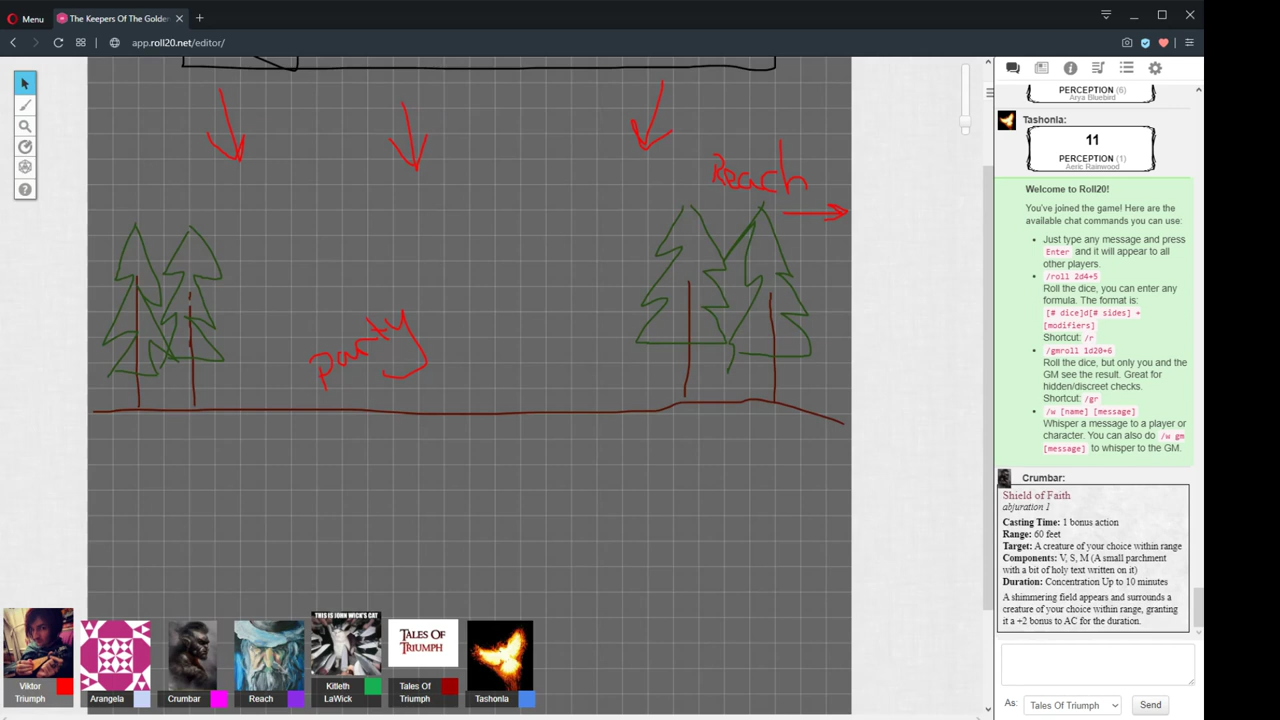 Menu
The Keepers Of The Golden
app.roll20.net/editor/
Reach
party
PERCEPTION (6)
Arya Bluebird
Tashonla:
11
PERCEPTION (1)
Aeric Rainwood
Welcome to Roll20!
You've joined the game! Here are the
available chat commands you can use:
Just type any message and press
Enter and it will appear to all
other players.
/roll 2d4+5
Roll the dice, you can enter any
formula. The format is:
[# dice]d[# sides] +
[modifiers]
Shortcut: /r
/gmroll 1d20+6
Roll the dice, but only you and the
GM see the result. Great for
hidden/discreet checks.
Shortcut: /gr
/w [name] [message]
Whisper a message to a player or
character. You can also do /w gm
[message] to whisper to the GM.
Crumbar:
Shield of Faith
abjuration 1
Casting Time: 1 bonus action
Range: 60 feet
Target: A creature of your choice within range
Components: V, S, M (A small parchment
with a bit of holy text written on it)
Duration: Concentration Up to 10 minutes
A shimmering field appears and surrounds a
creature of your choice within range, granting
it a +2 bonus to AC for the duration.
As: Tales Of Triumph Send
THIS IS JOHN WICK'S CAT
TALES OF
TRIUMPH
Viktor
Triumph
Arangela
Crumbar
Reach
Kitleth
LaWick
Tales Of
Triumph
Tashonla